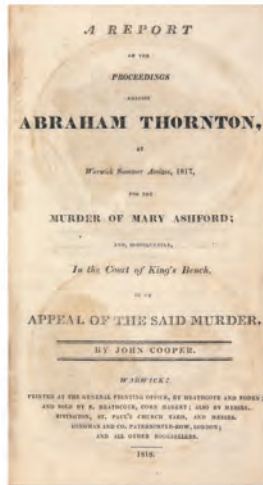 A REPORT
OF THE
PROCEEDINGS
AGAINST
ABRAHAM THORNTON,
AT
Warwick Summer Assizes, 1817,
FOR THE
MURDER OF MARY ASHFORD;
AND, SUBSEQUENTLY,
In the Court of King's Bench,
IN AN
APPEAL OF THE SAID MURDER.
BY JOHN COOPER.
WARWICK:
PRINTED AT THE GENERAL PRINTING OFFICE, BY HEATHCOTE AND FODEN;
AND SOLD BY S. HEATHCOTE, CORN MARKET; ALSO BY MESSRS.
RIVINGTON, ST. PAUL'S CHURCH YARD, AND MESSRS.
LONGMAN AND CO. PATERNOSTER-ROW, LONDON;
AND ALL OTHER BOOKSELLERS.
1818.